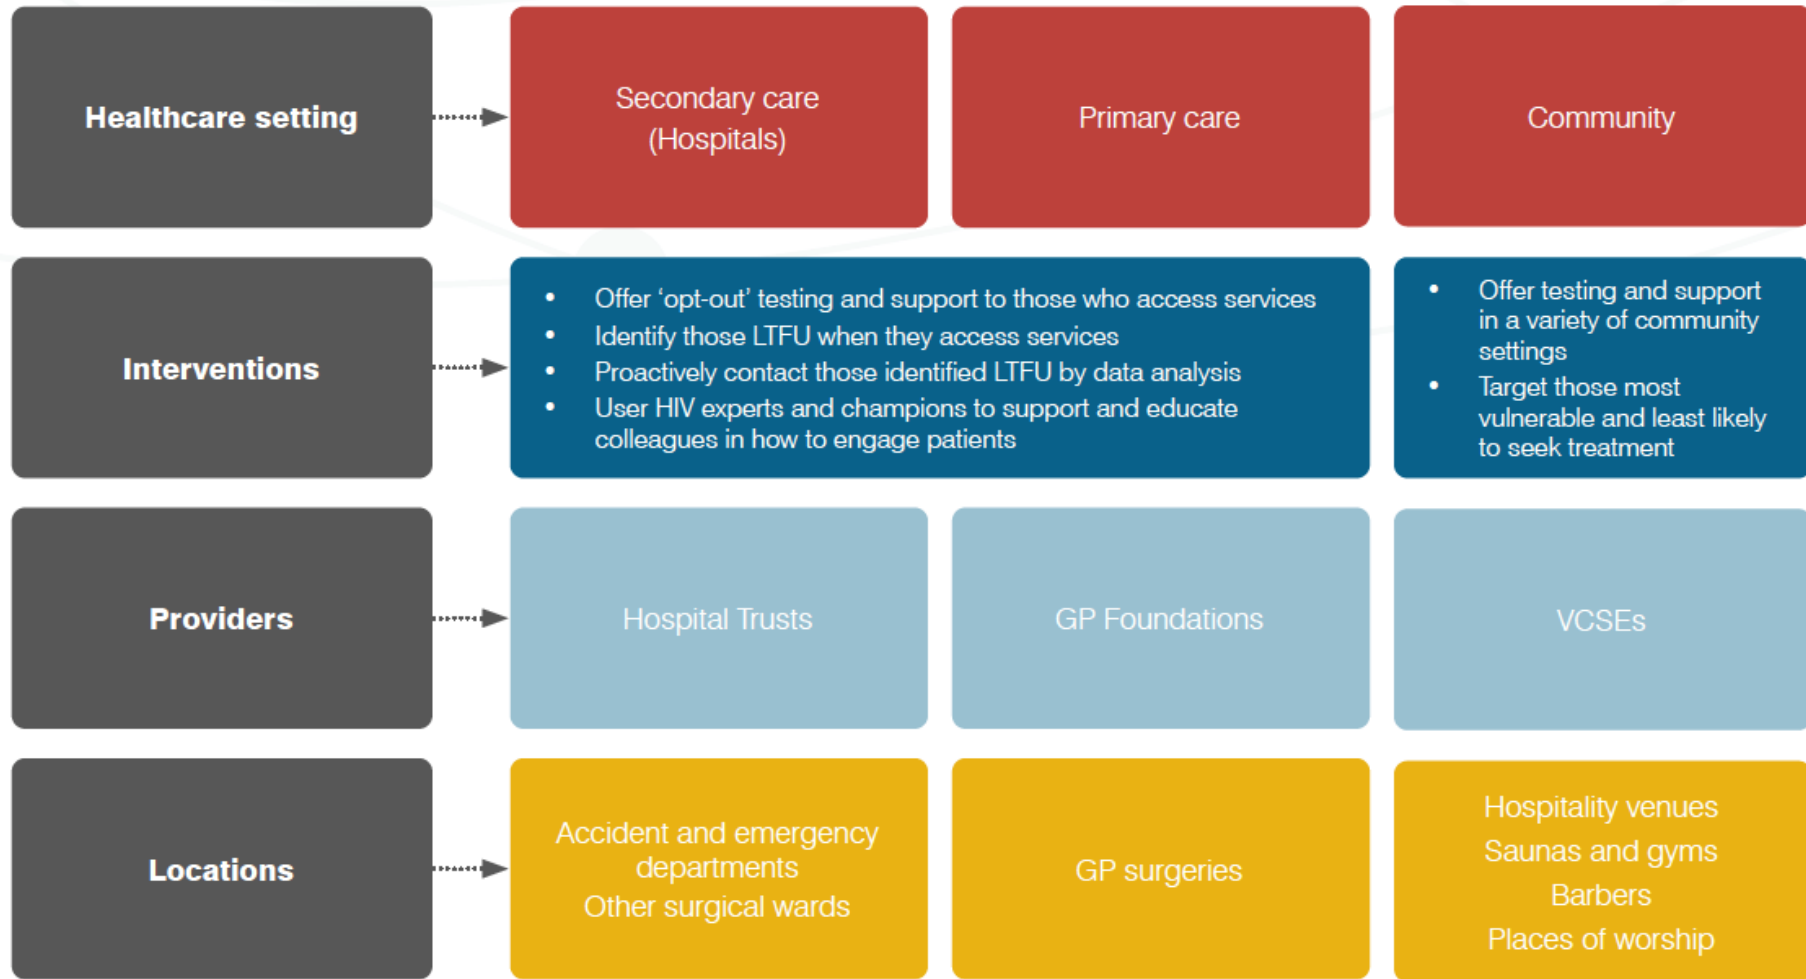 Healthcare setting
Secondary care
(Hospitals)
Primary care
Community
Interventions
• Offer ‘opt-out’ testing and support to those who access services
• Identify those LTFU when they access services
• Proactively contact those identified LTFU by data analysis
• User HIV experts and champions to support and educate
colleagues in how to engage patients
• Offer testing and support
in a variety of community
settings
• Target those most
vulnerable and least likely
to seek treatment
Providers
Hospital Trusts
GP Foundations
VCSEs
Locations
Accident and emergency
departments
Other surgical wards
GP surgeries
Hospitality venues
Saunas and gyms
Barbers
Places of worship